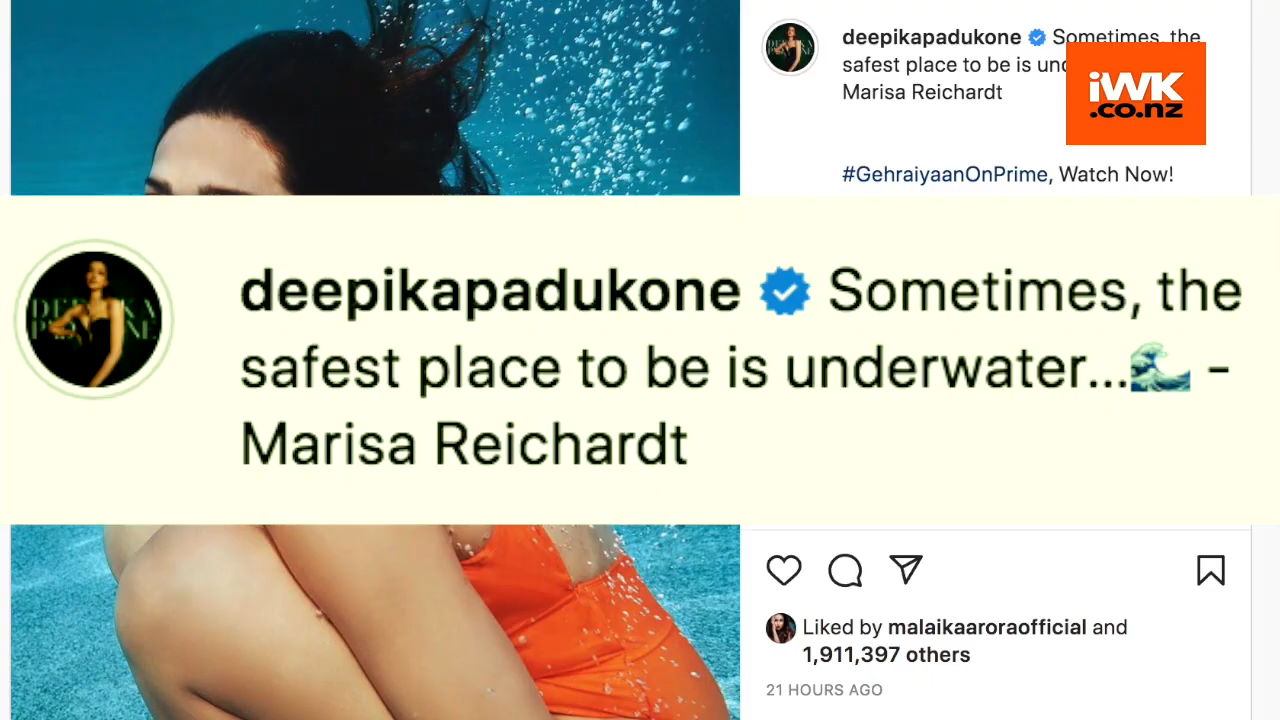 deepikapadukone Sometimes, the
safest place to be is
Marisa Reichardt
iWK
.co.nz
#GehraiyaanOnPrime, Watch Now!
DEEPIKA
deepikapadukone Sometimes, the
safest place to be is underwater...🌊 -
Marisa Reichardt
Liked by malaikaaroraofficial and
1,911,397 others
21 HOURS AGO